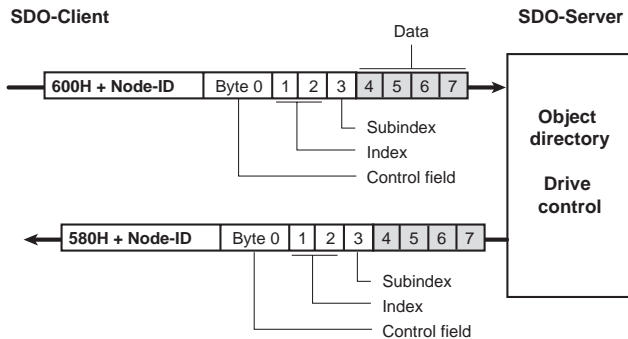 SDO-Client SDO-Server
Data
600H + Node-ID Byte 0 1 2 3 4 5 6 7
Subindex
Index
Control field
Object
directory
Drive
control
580H + Node-ID Byte 0 1 2 3 4 5 6 7
Subindex
Index
Control field